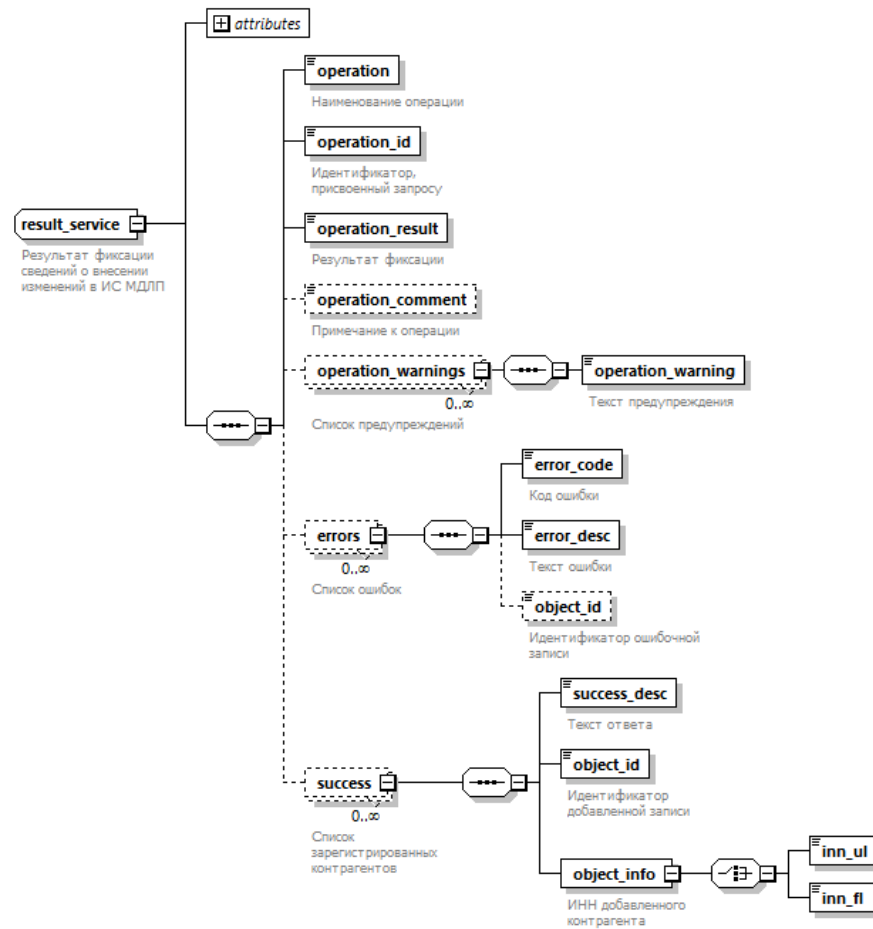 attributes
operation
Наименование операции
operation_id
Идентификатор,
присвоенный запросу
result_service
Результат фиксации
сведений о внесении
изменений в ИС МДЛП
operation_result
Результат фиксации
operation_comment
Примечание к операции
operation_warnings
0..∞
Список предупреждений
operation_warning
Текст предупреждения
errors
0..∞
Список ошибок
error_code
Код ошибки
error_desc
Текст ошибки
object_id
Идентификатор ошибочной
записи
success
0..∞
Список
зарегистрированных
контрагентов
success_desc
Текст ответа
object_id
Идентификатор
добавленной записи
object_info
ИНН добавленного
контрагента
inn_ul
inn_fl